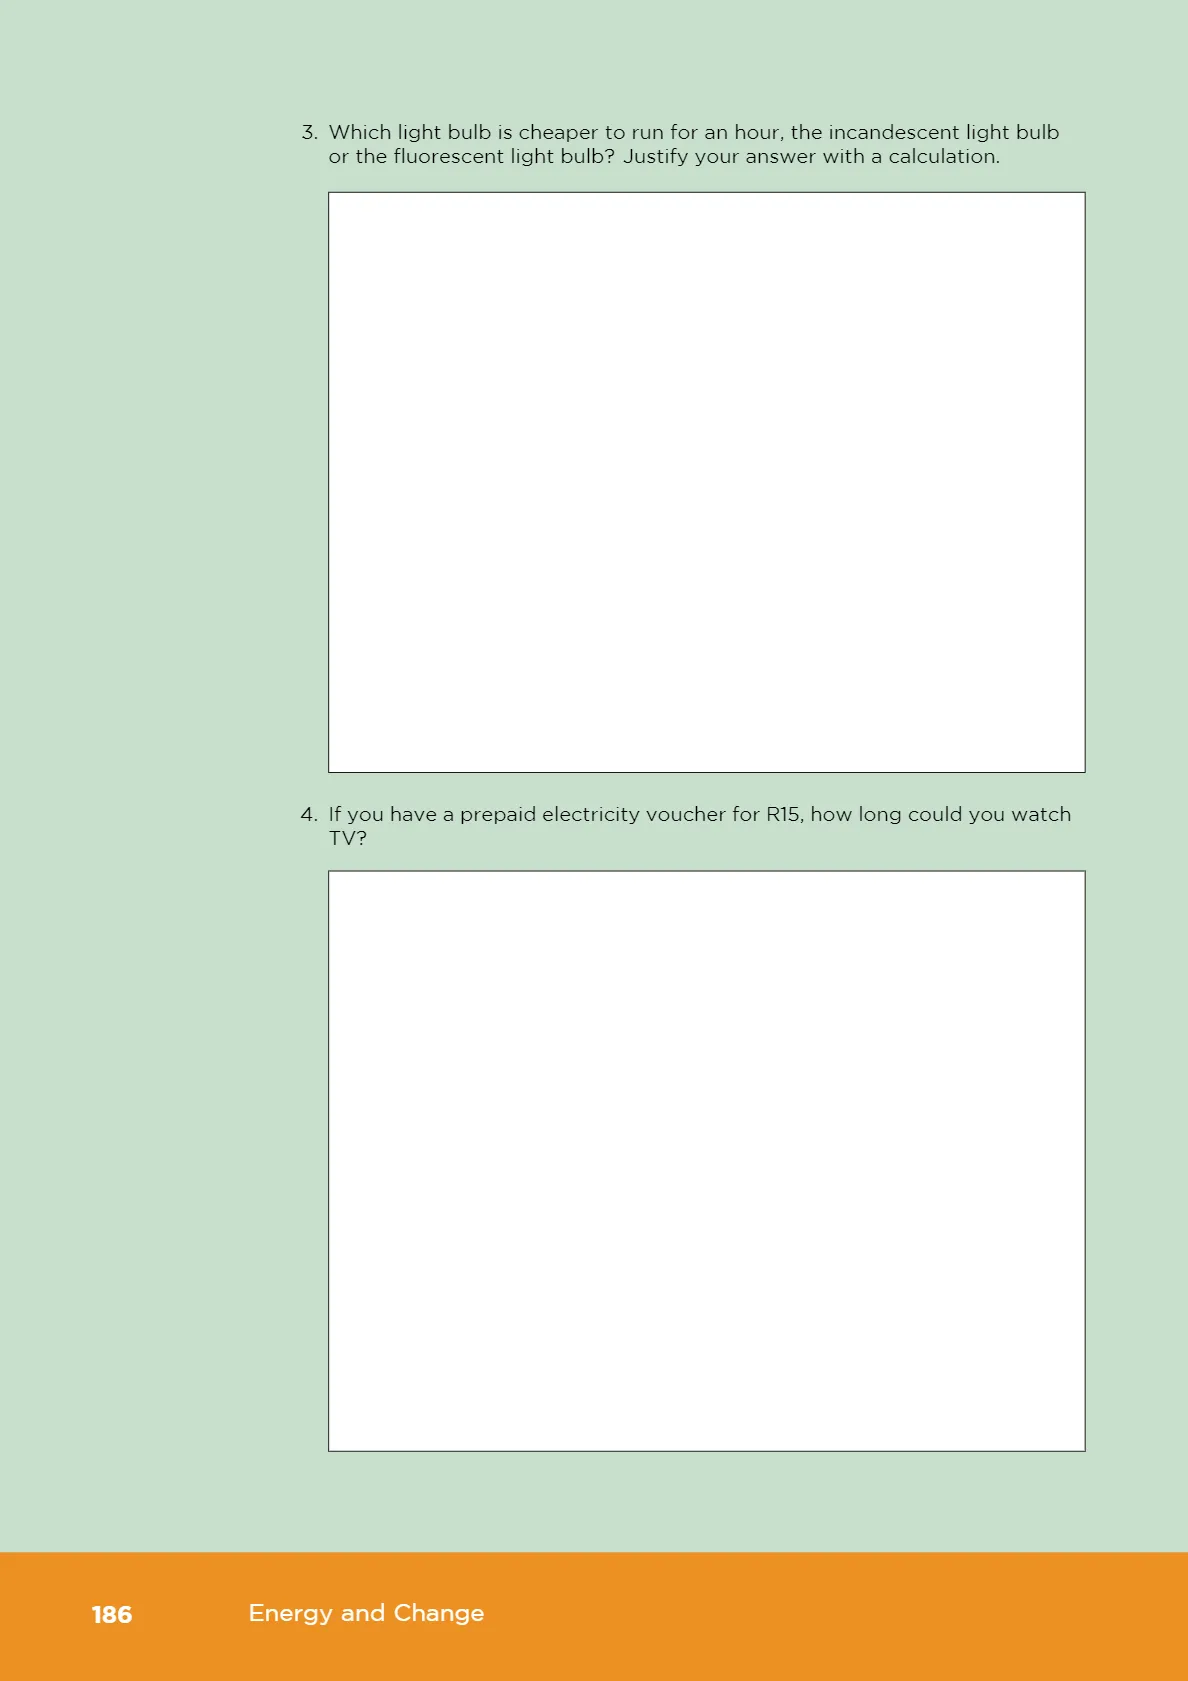 3. Which light bulb is cheaper to run for an hour, the incandescent light bulb
or the fluorescent light bulb? Justify your answer with a calculation.
4. If you have a prepaid electricity voucher for R15, how long could you watch
TV?
186 Energy and Change